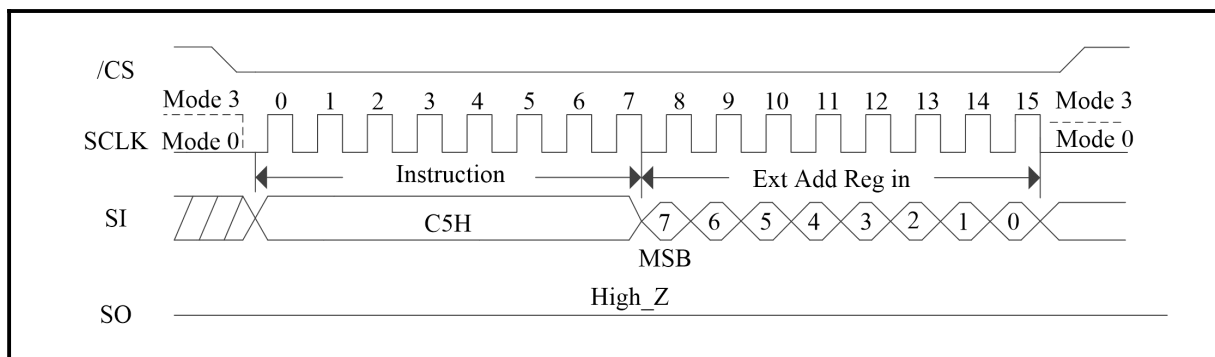 /CS
Mode 3 0 1 2 3 4 5 6 7 8 9 10 11 12 13 14 15 Mode 3
SCLK Mode 0 Mode 0
Instruction Ext Add Reg in
SI C5H 7 6 5 4 3 2 1 0
MSB
High_Z
SO